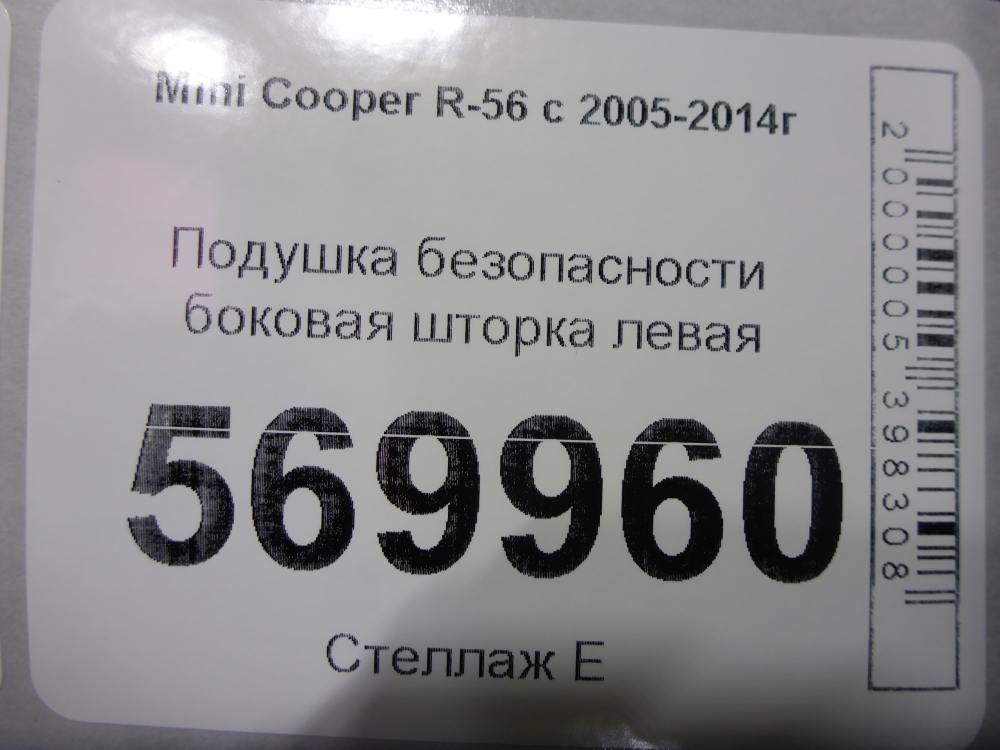 Mini Cooper R-56 с 2005-2014г
Подушка безопасности
боковая шторка левая
569960
Стеллаж Е
2000005398308